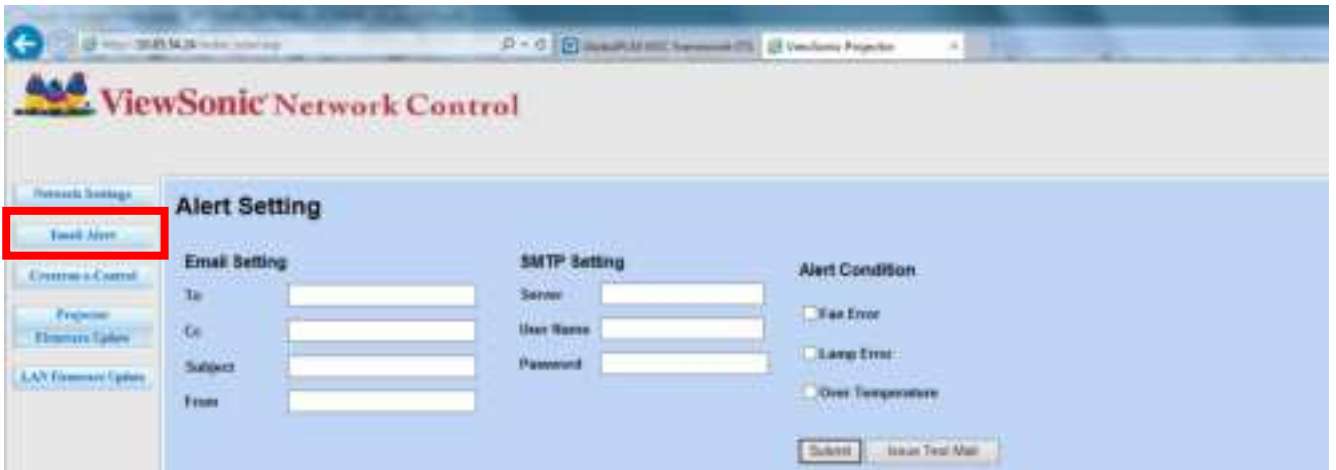 ViewSonic Projector
ViewSonic Network Control
Network Settings
Email Alert
Crestron e-Control
Projector
Firmware Update
LAN Firmware Update
Alert Setting
Email Setting
To
Cc
Subject
From
SMTP Setting
Server
User Name
Password
Alert Condition
Fan Error
Lamp Error
Over Temperature
Submit
Issue Test Mail